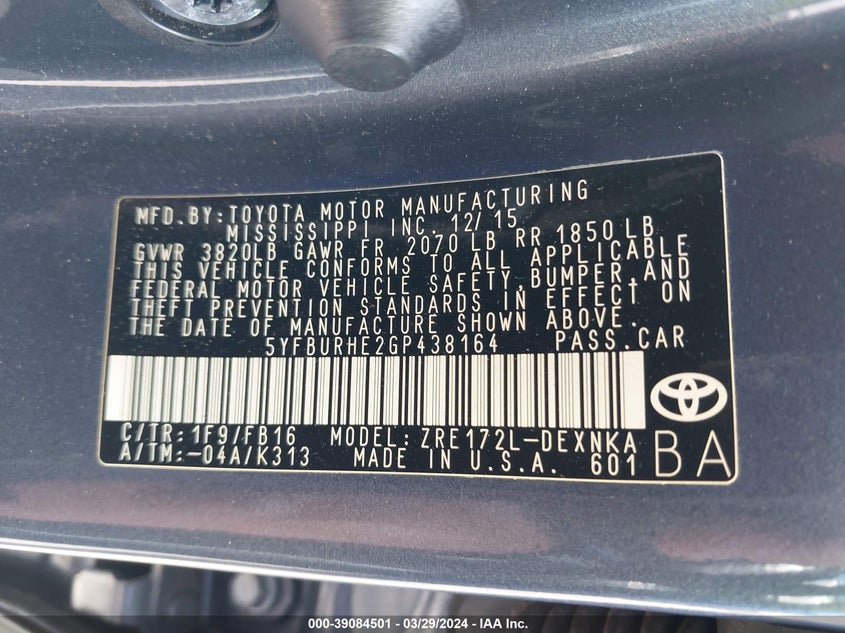 MFD. BY: TOYOTA MOTOR MANUFACTURING
MISSISSIPPI INC. 12/15
GVWR 3820LB GAWR FR 2070 LB RR 1850 LB
THIS VEHICLE CONFORMS TO ALL APPLICABLE
FEDERAL MOTOR VEHICLE SAFETY, BUMPER, AND
THEFT PREVENTION STANDARDS IN EFFECT ON
THE DATE OF MANUFACTURE SHOWN ABOVE.
5YFBURHE2GP438164 PASS.CAR
C/TR: 1F9/FB16 MODEL: ZRE172L-DEXNKA
A/TM: -04A/K313 MADE IN U.S.A. 601
BA
000-39084501 - 03/29/2024 - IAA Inc.